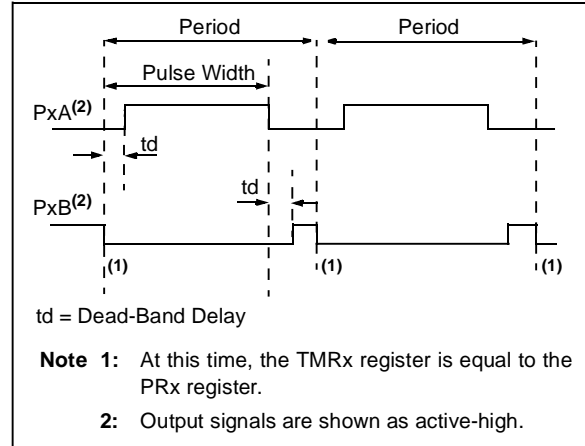 Period Period
Pulse Width
PxA(2)
td
td
PxB(2)
(1) (1) (1)
td = Dead-Band Delay
Note 1: At this time, the TMRx register is equal to the
PRx register.
2: Output signals are shown as active-high.